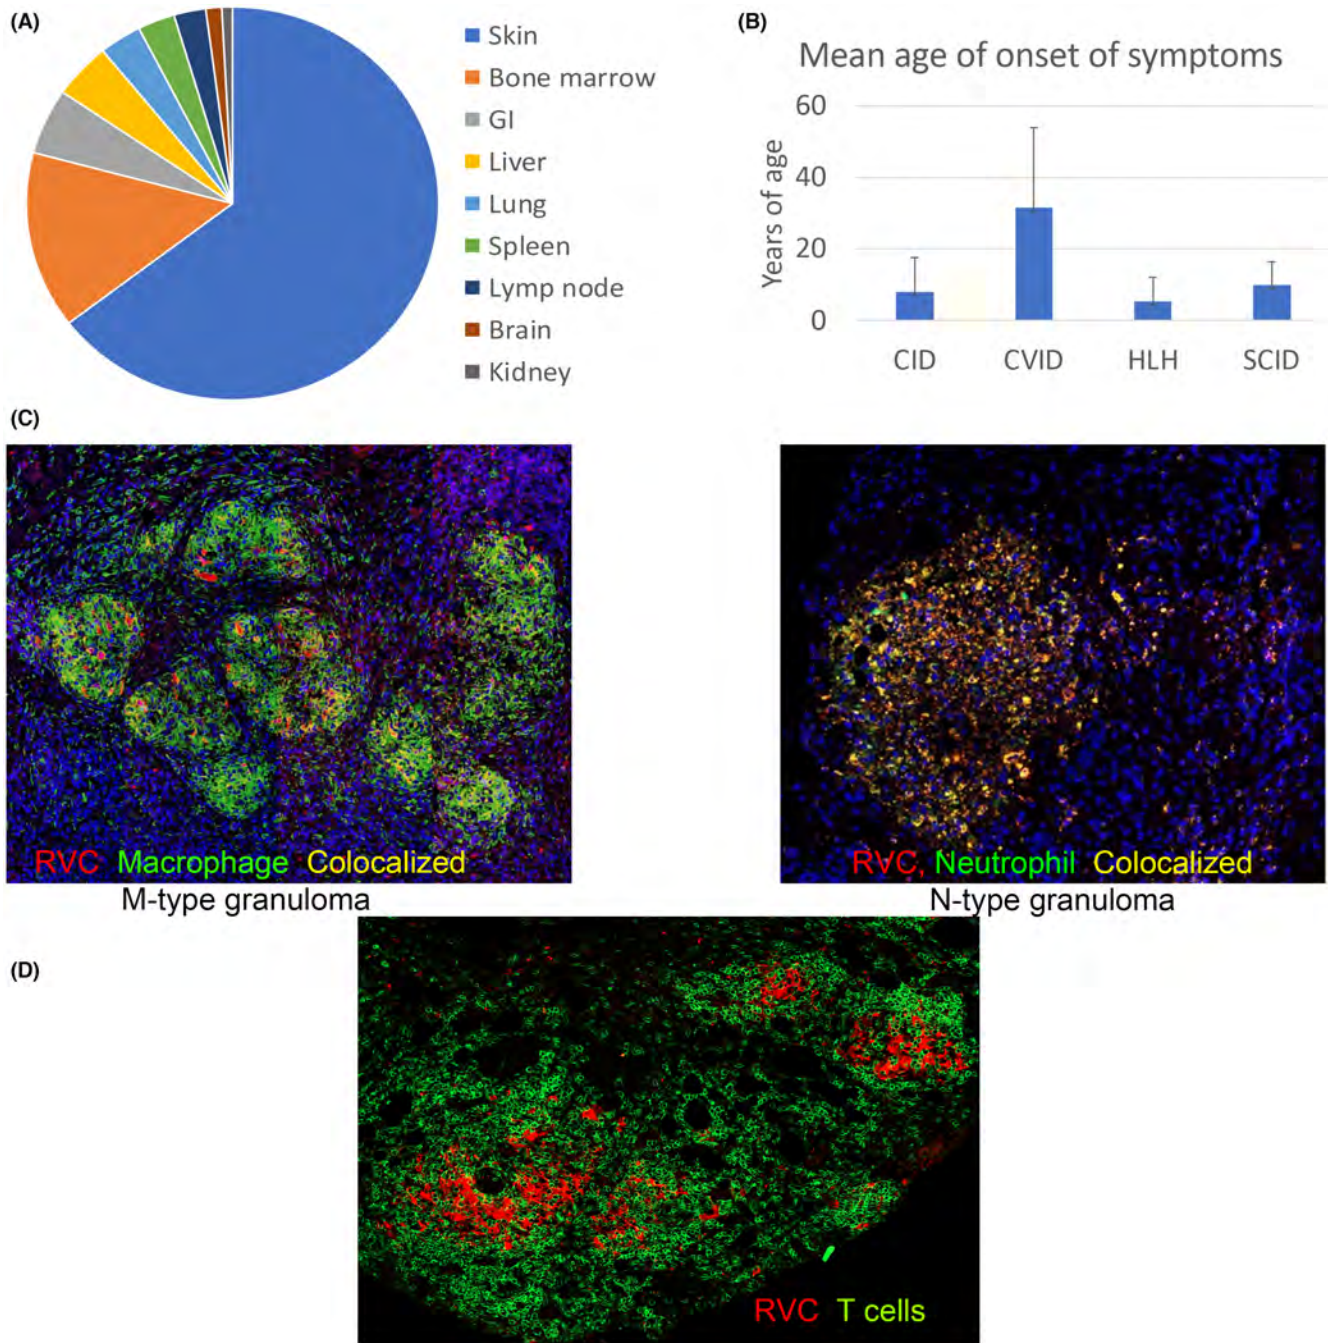 (A)
Skin
Bone marrow
GI
Liver
Lung
Spleen
Lymp node
Brain
Kidney
(B)
Mean age of onset of symptoms
Years of age
60
40
20
0
CID CVID HLH SCID
(C)
RVC Macrophage Colocalized
M-type granuloma
RVC, Neutrophil Colocalized
N-type granuloma
(D)
RVC T cells